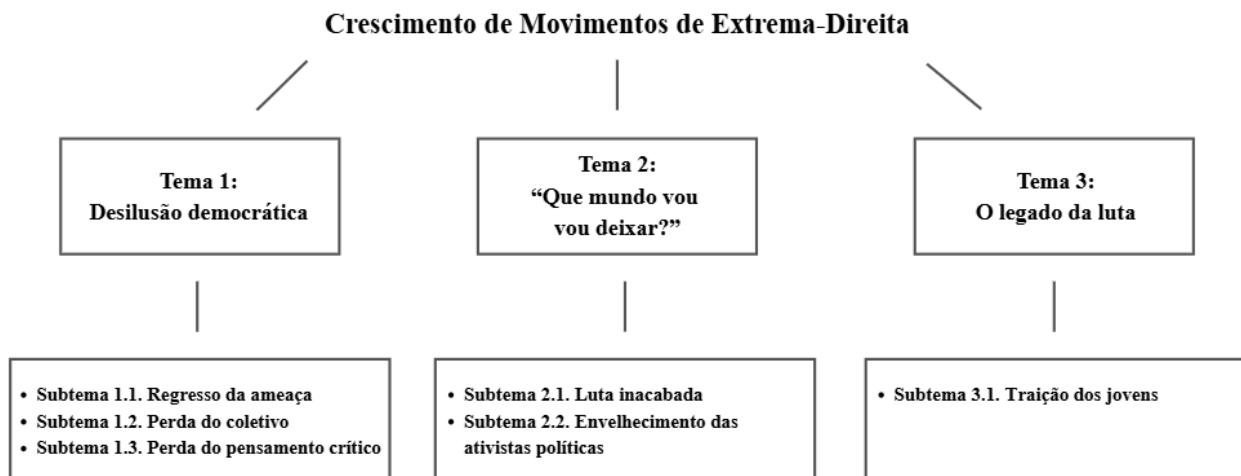 Crescimento de Movimentos de Extrema-Direita
Tema 1:
Desilusão democrática
Tema 2:
“Que mundo vou
vou deixar?”
Tema 3:
O legado da luta
• Subtema 1.1. Regresso da ameaça
• Subtema 1.2. Perda do coletivo
• Subtema 1.3. Perda do pensamento crítico
• Subtema 2.1. Luta inacabada
• Subtema 2.2. Envelhecimento das
ativistas políticas
• Subtema 3.1. Traição dos jovens